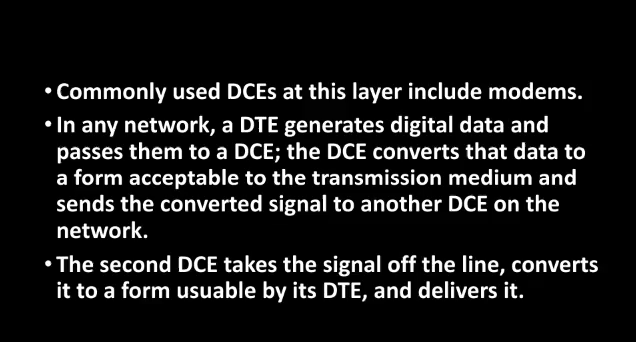 • Commonly used DCEs at this layer include modems.
• In any network, a DTE generates digital data and
passes them to a DCE; the DCE converts that data to
a form acceptable to the transmission medium and
sends the converted signal to another DCE on the
network.
• The second DCE takes the signal off the line, converts
it to a form usuable by its DTE, and delivers it.